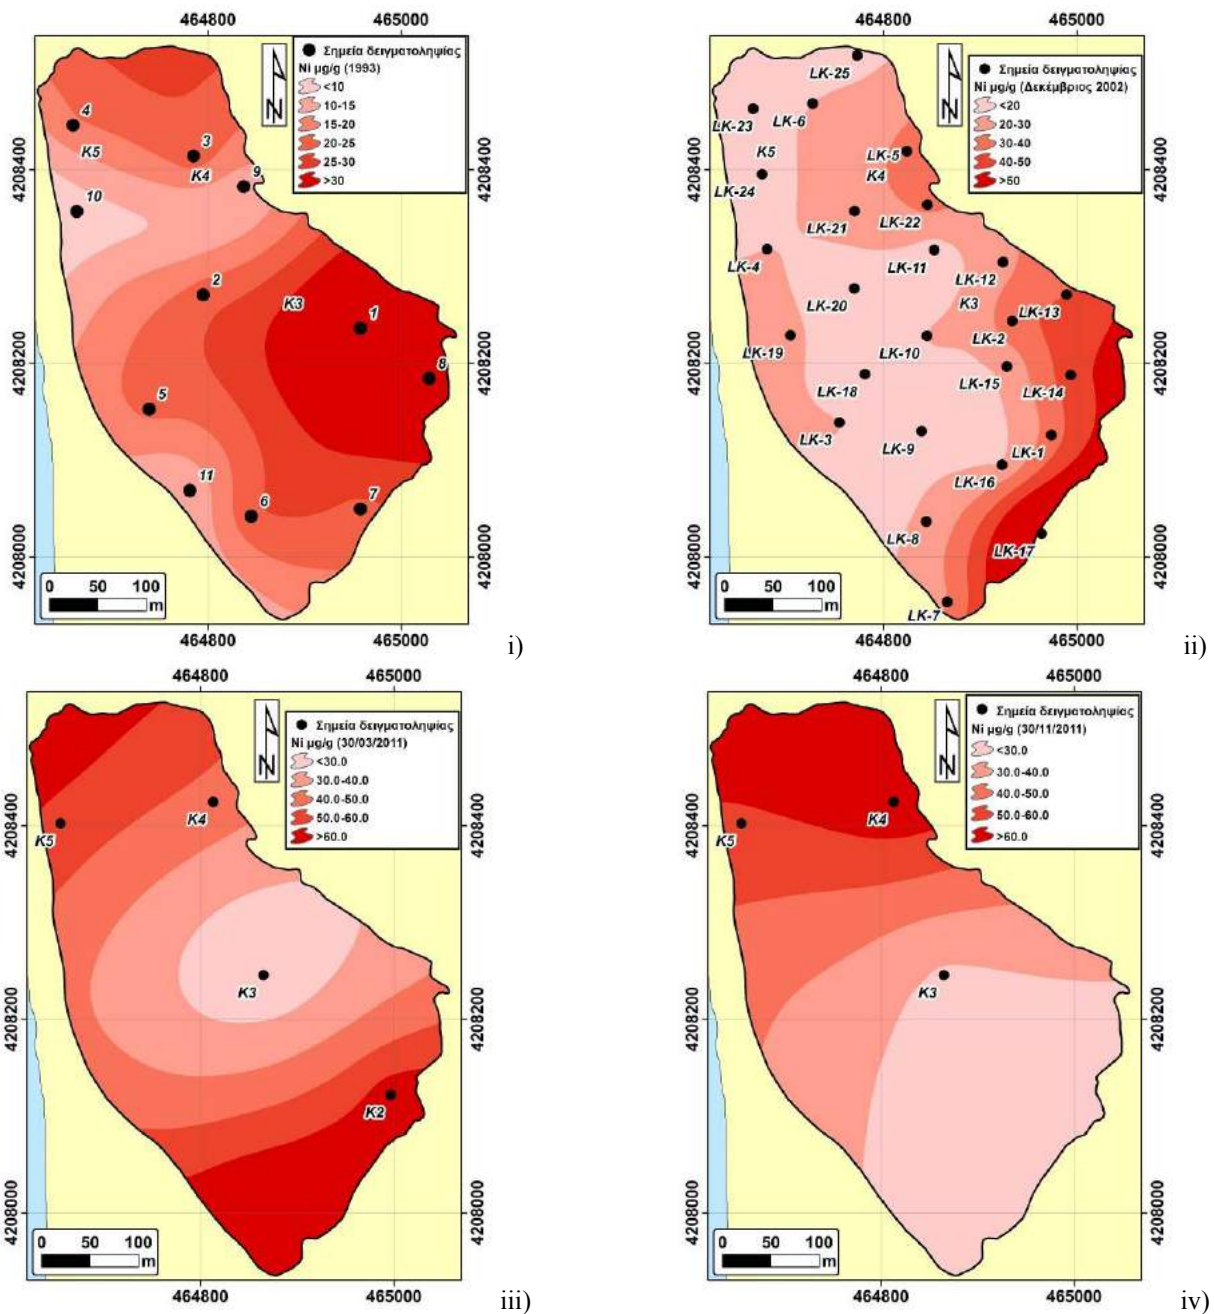 464800 465000
Σημεία δειγματοληψίας
Ni μg/g (1993)
<10
10-15
15-20
20-25
25-30
>30
N
4208400
4208200
4208000
4
K5
3
K4
9
10
2
K3
1
8
5
11
6
7
0 50 100
m
464800 465000
i)
464800 465000
Σημεία δειγματοληψίας
Ni μg/g (Δεκέμβριος 2002)
<20
20-30
30-40
40-50
>50
N
4208400
4208200
4208000
LK-25
LK-23
LK-6
K5
LK-5
K4
LK-24
LK-21
LK-22
LK-4
LK-11
LK-12
LK-20
K3
LK-13
LK-19
LK-10
LK-2
LK-18
LK-15
LK-14
LK-3
LK-9
LK-1
LK-16
LK-8
LK-17
LK-7
0 50 100
m
464800 465000
ii)
464800 465000
Σημεία δειγματοληψίας
Ni μg/g (30/03/2011)
<30.0
30.0-40.0
40.0-50.0
50.0-60.0
>60.0
N
4208400
4208200
4208000
K4
K5
K3
K2
0 50 100
m
464800 465000
iii)
464800 465000
Σημεία δειγματοληψίας
Ni μg/g (30/11/2011)
<30.0
30.0-40.0
40.0-50.0
50.0-60.0
>60.0
N
4208400
4208200
4208000
K4
K5
K3
0 50 100
m
464800 465000
iv)